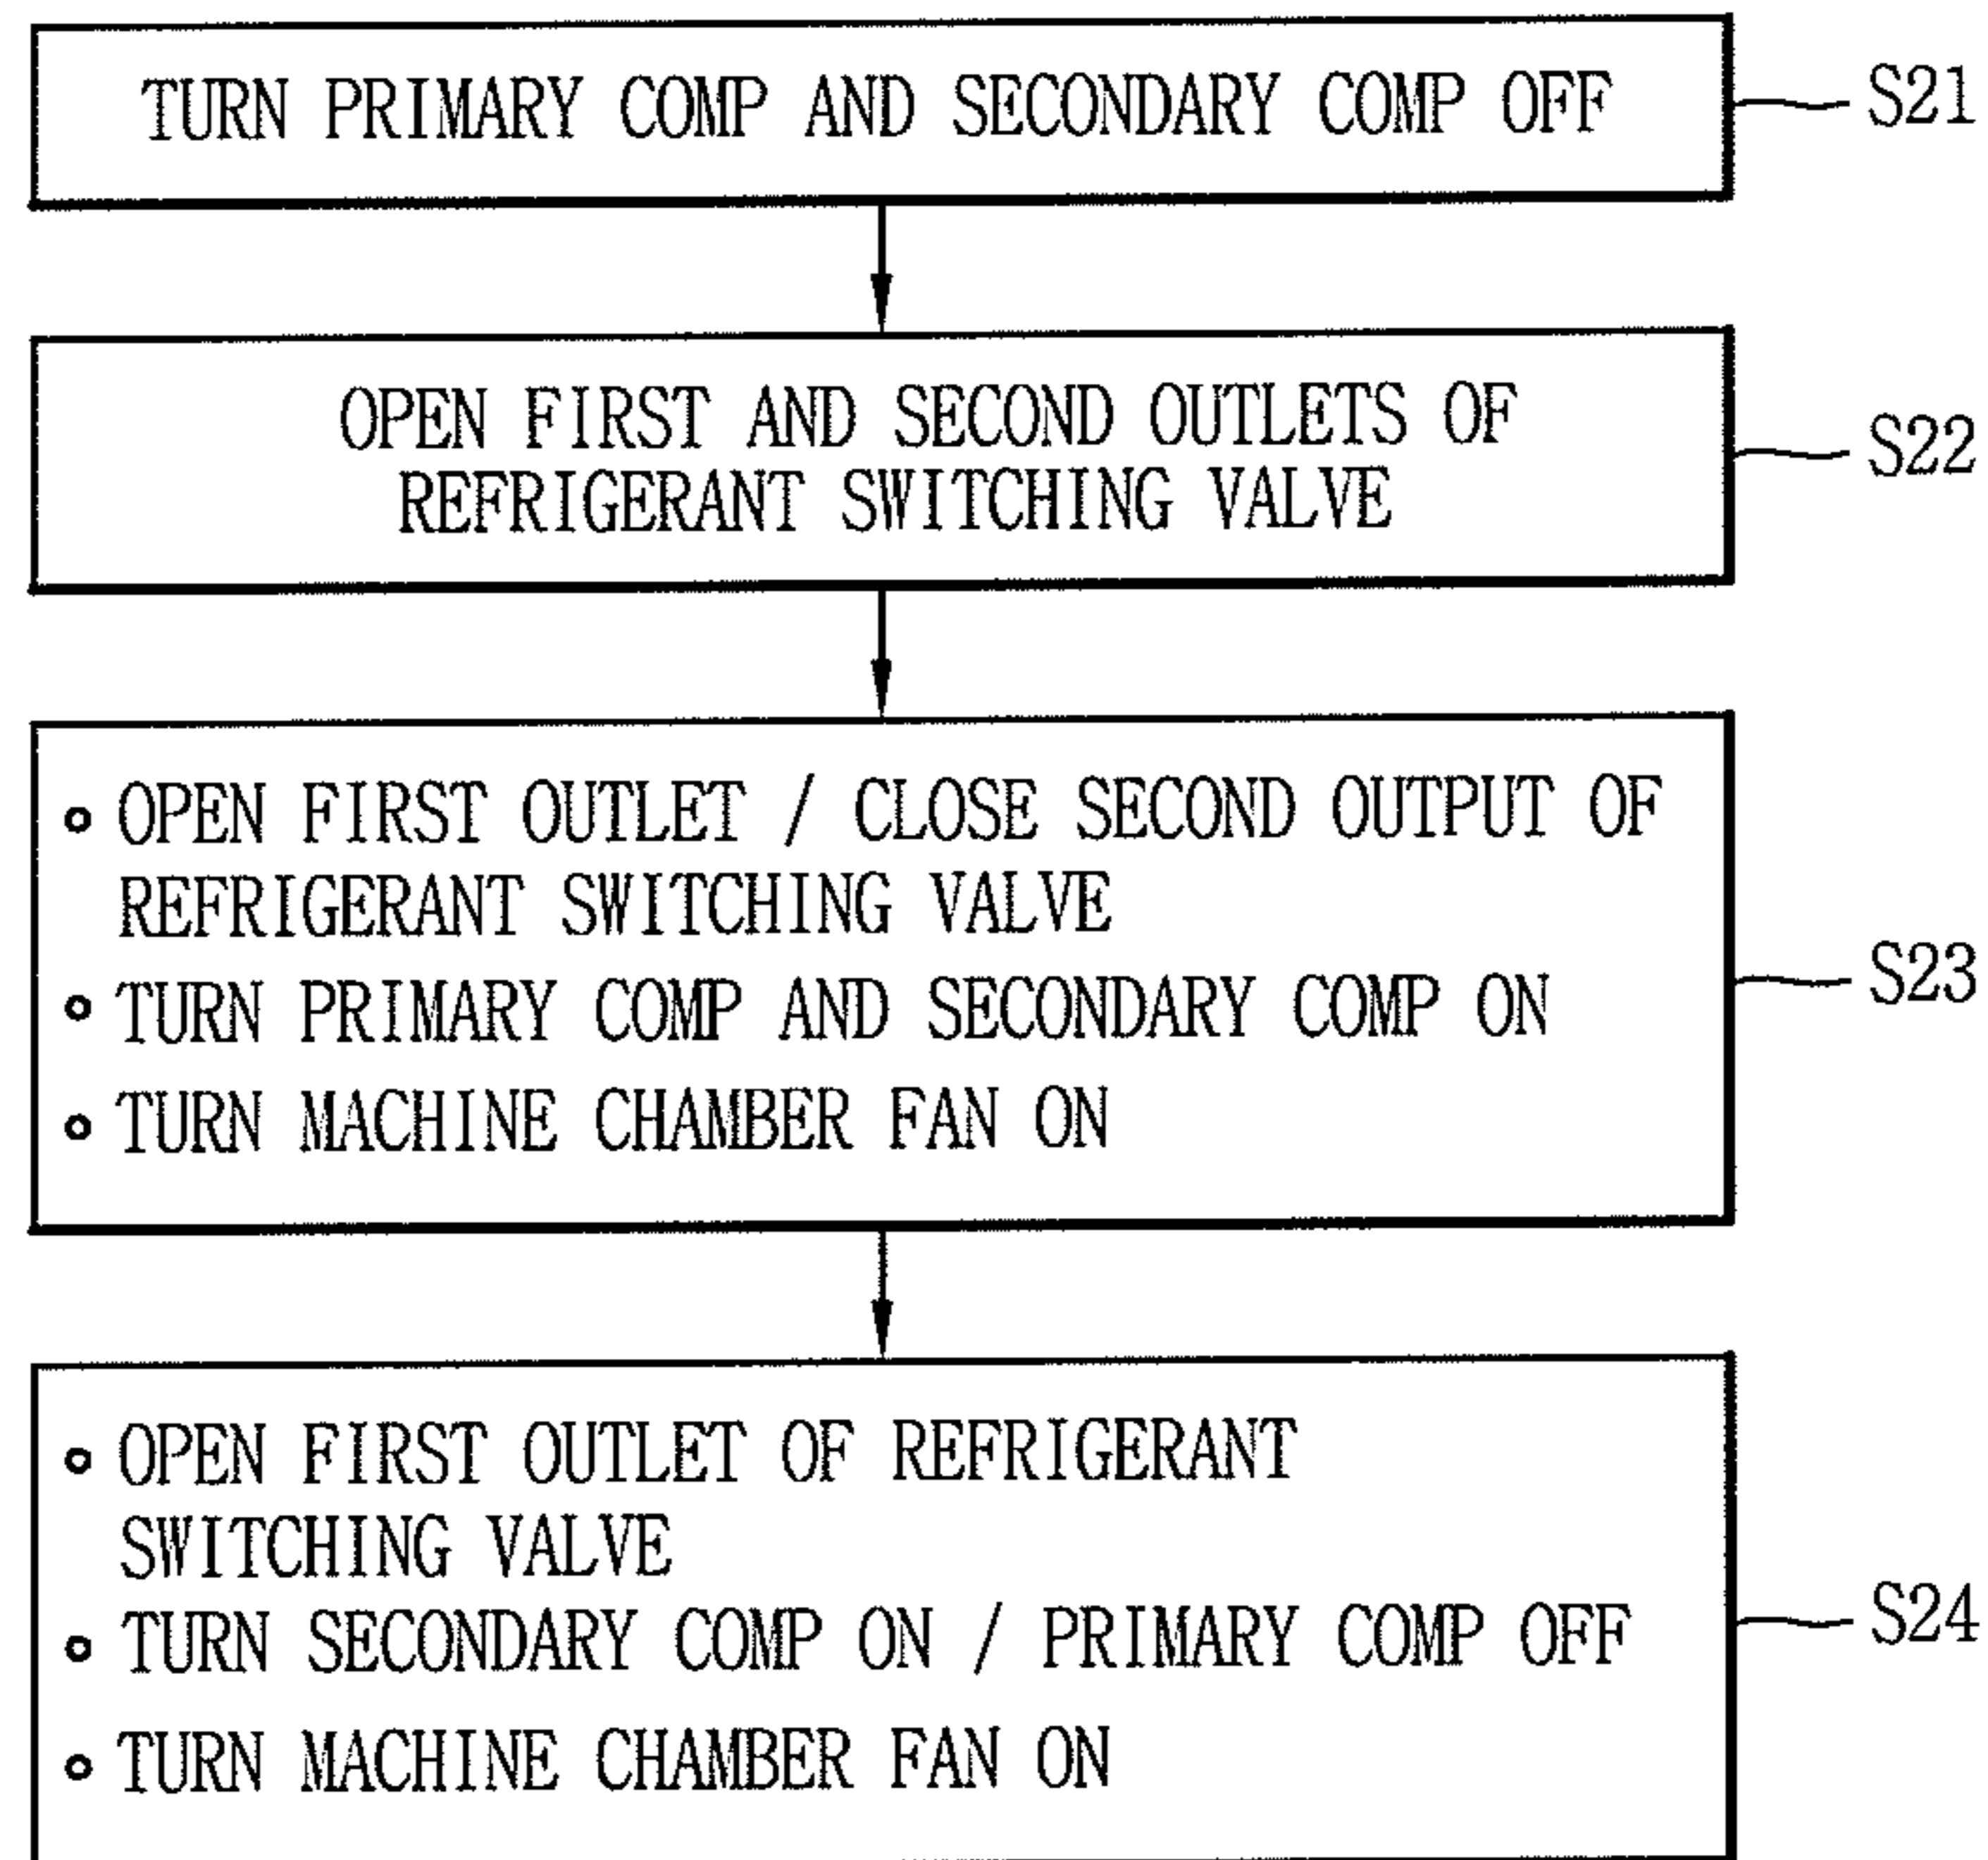 TURN PRIMARY COMP AND SECONDARY COMP OFF
S21
OPEN FIRST AND SECOND OUTLETS OF
REFRIGERANT SWITCHING VALVE
S22
OPEN FIRST OUTLET / CLOSE SECOND OUTPUT OF
REFRIGERANT SWITCHING VALVE
TURN PRIMARY COMP AND SECONDARY COMP ON
TURN MACHINE CHAMBER FAN ON
S23
OPEN FIRST OUTLET OF REFRIGERANT
SWITCHING VALVE
TURN SECONDARY COMP ON / PRIMARY COMP OFF
TURN MACHINE CHAMBER FAN ON
S24